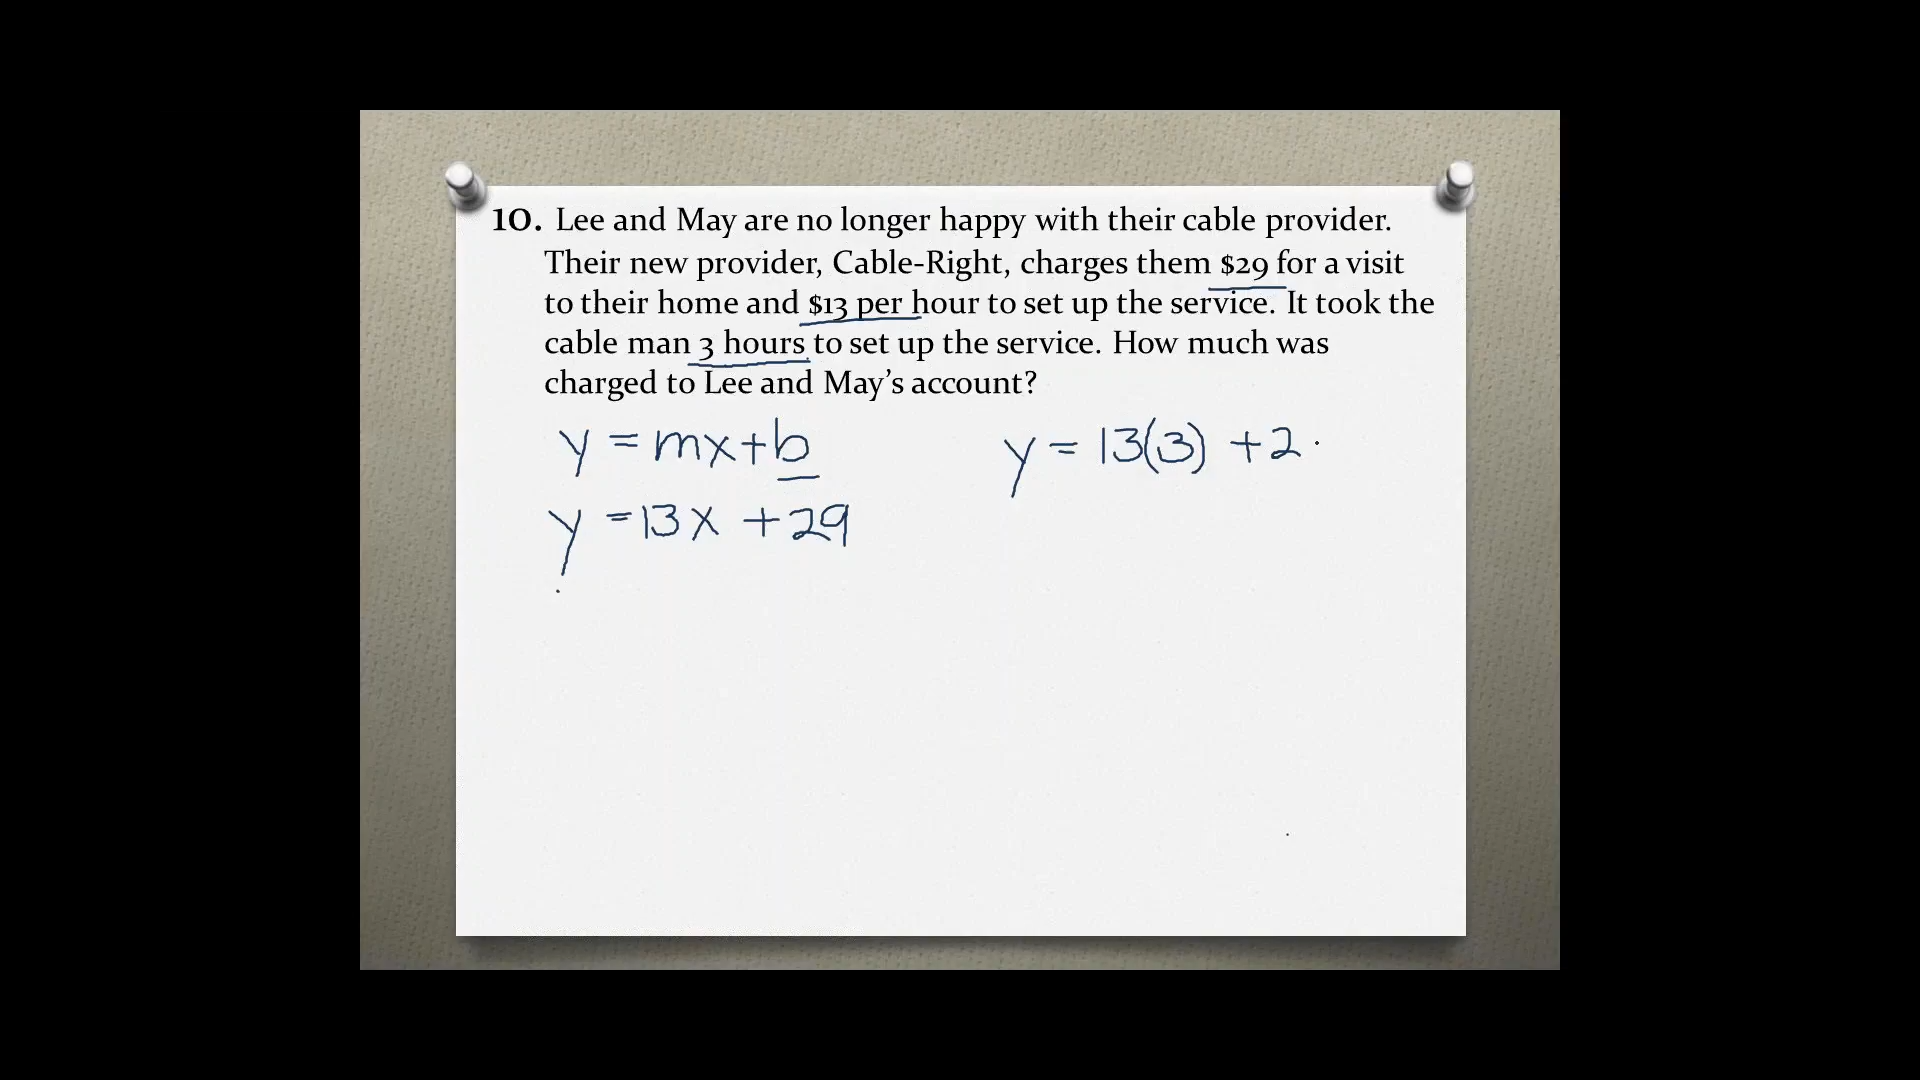 10. Lee and May are no longer happy with their cable provider.
Their new provider, Cable-Right, charges them $29 for a visit
to their home and $13 per hour to set up the service. It took the
cable man 3 hours to set up the service. How much was
charged to Lee and May’s account?
y = mx + b
y = 13(3) + 2
y = 13x + 29